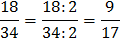 18/34 = 18:2/34:2 = 9/17